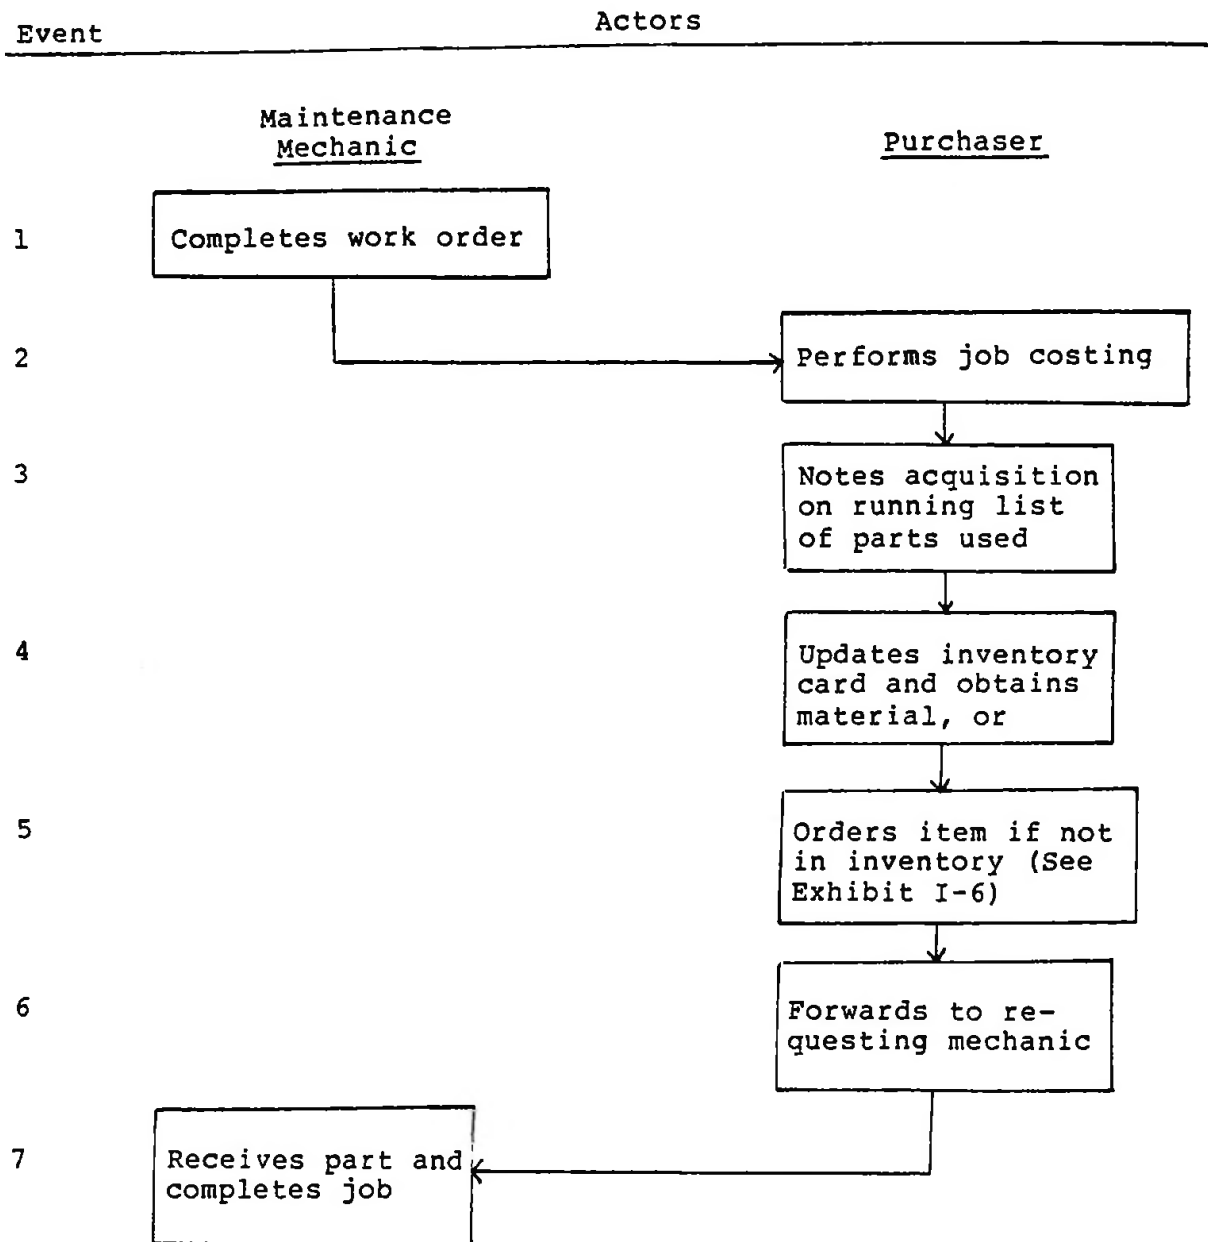 Event
Actors
Maintenance
Mechanic
Purchaser
1
Completes work order
2
Performs job costing
3
Notes acquisition
on running list
of parts used
4
Updates inventory
card and obtains
material, or
5
Orders item if not
in inventory (See
Exhibit I-6)
6
Forwards to re-
questing mechanic
7
Receives part and
completes job